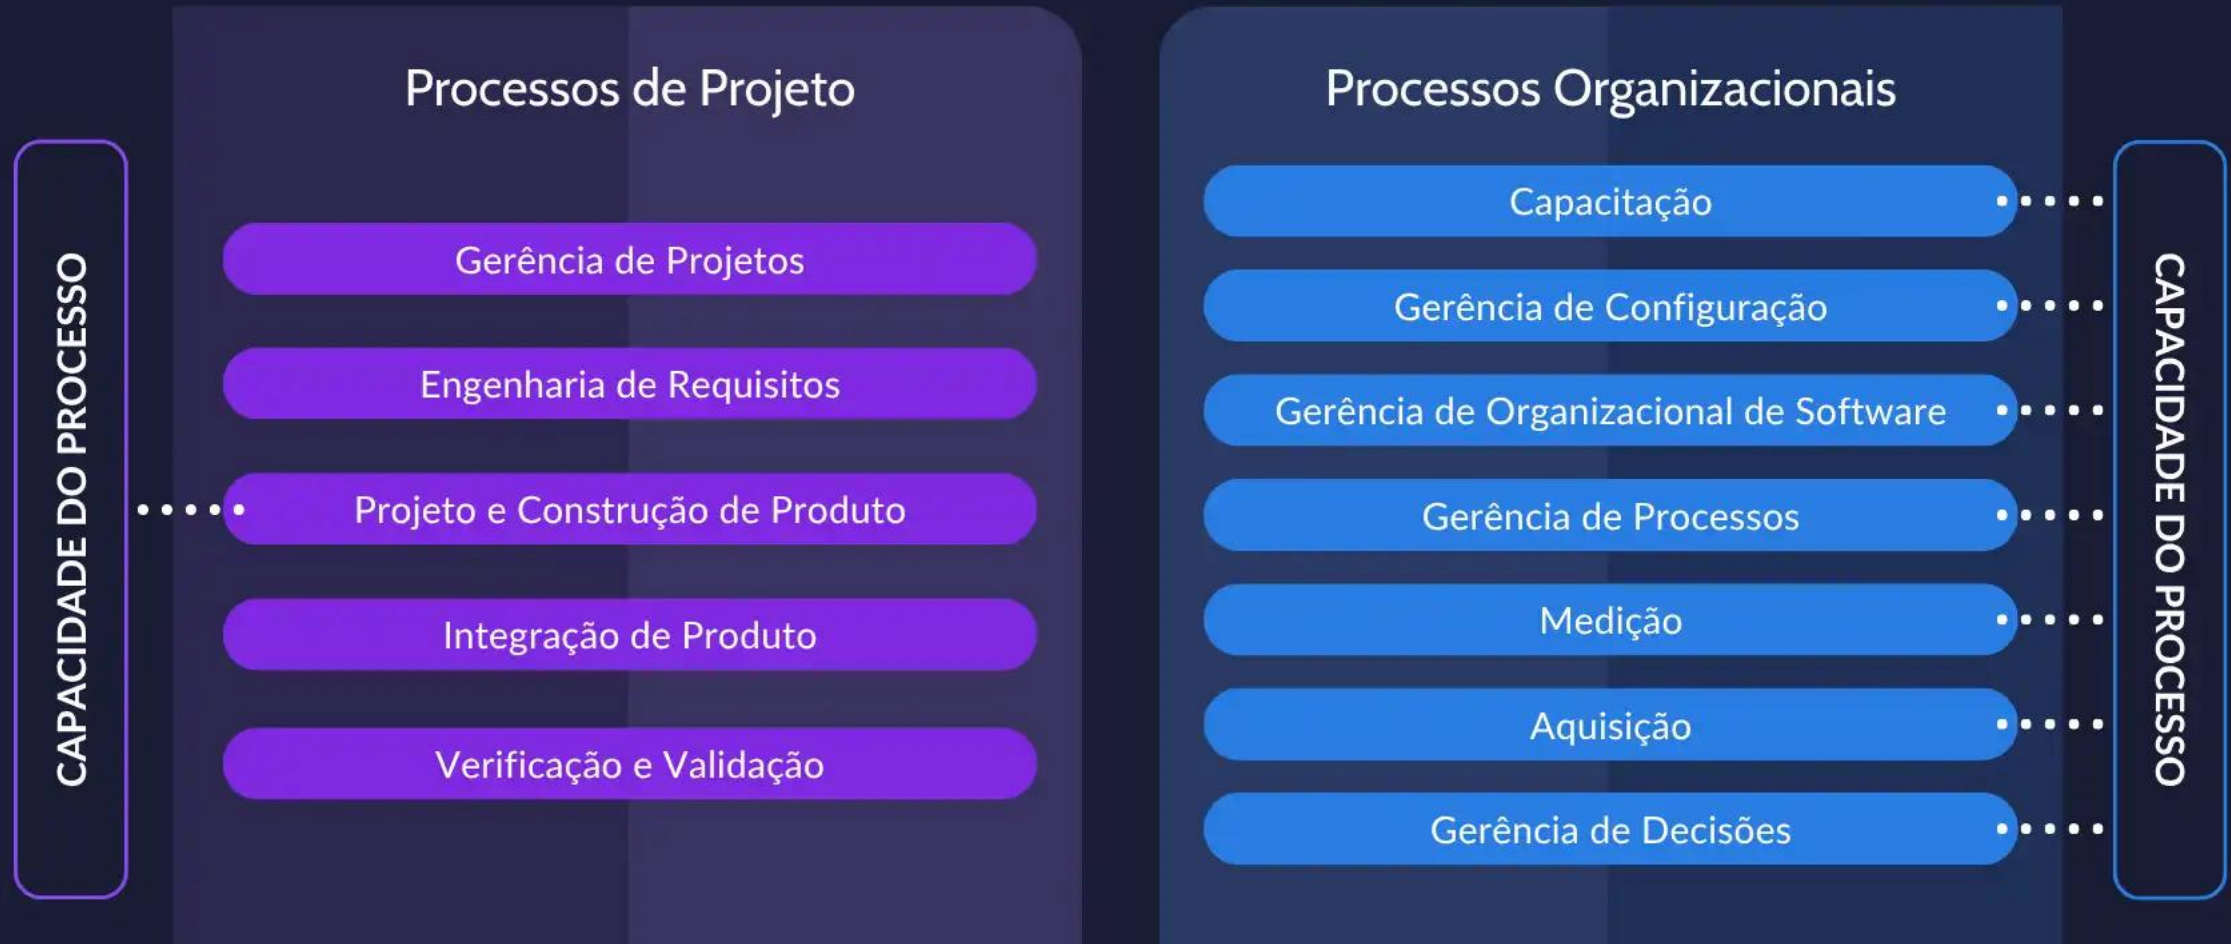 Processos de Projeto
CAPACIDADE DO PROCESSO
Gerência de Projetos
Engenharia de Requisitos
Projeto e Construção de Produto
Integração de Produto
Verificação e Validação
Processos Organizacionais
Capacitação
Gerência de Configuração
Gerência de Organizacional de Software
Gerência de Processos
Medição
Aquisição
Gerência de Decisões
CAPACIDADE DO PROCESSO